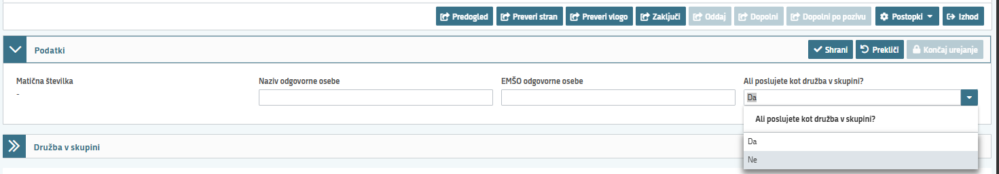 Predogled Preveri stran Preveri vlogo Zaključi Oddaj Dopolni Dopolni po pozivu Postopki Izhod
Podatki Shrani Prekliči Končaj urejanje
Matična številka Naziv odgovorne osebe EMŠO odgovorne osebe Ali poslujete kot družba v skupini?
- Da
Ali poslujete kot družba v skupini?
Da
Družba v skupini
Ne